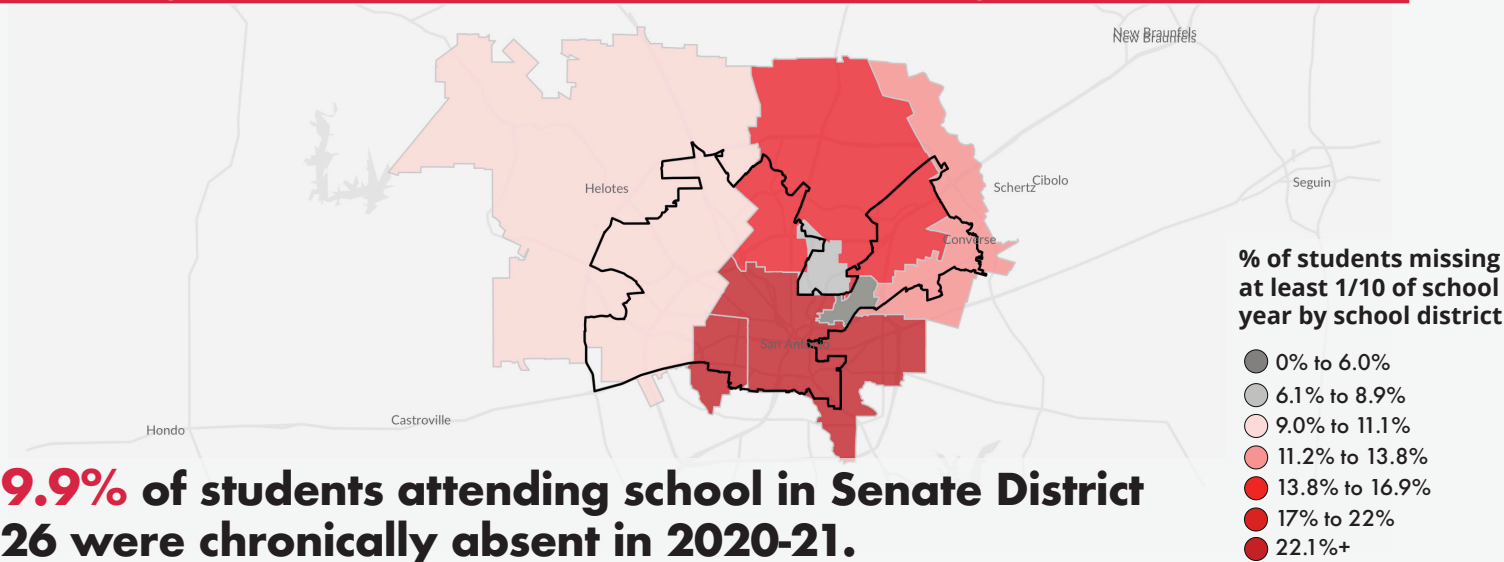 New Braunfels
New Braunfels
Helotes
Schertz
Cibolo
Seguin
Converse
San Antonio
Castroville
Hondo
% of students missing
at least 1/10 of school
year by school district
0% to 6.0%
6.1% to 8.9%
9.0% to 11.1%
11.2% to 13.8%
13.8% to 16.9%
17% to 22%
22.1%+
9.9% of students attending school in Senate District
26 were chronically absent in 2020-21.